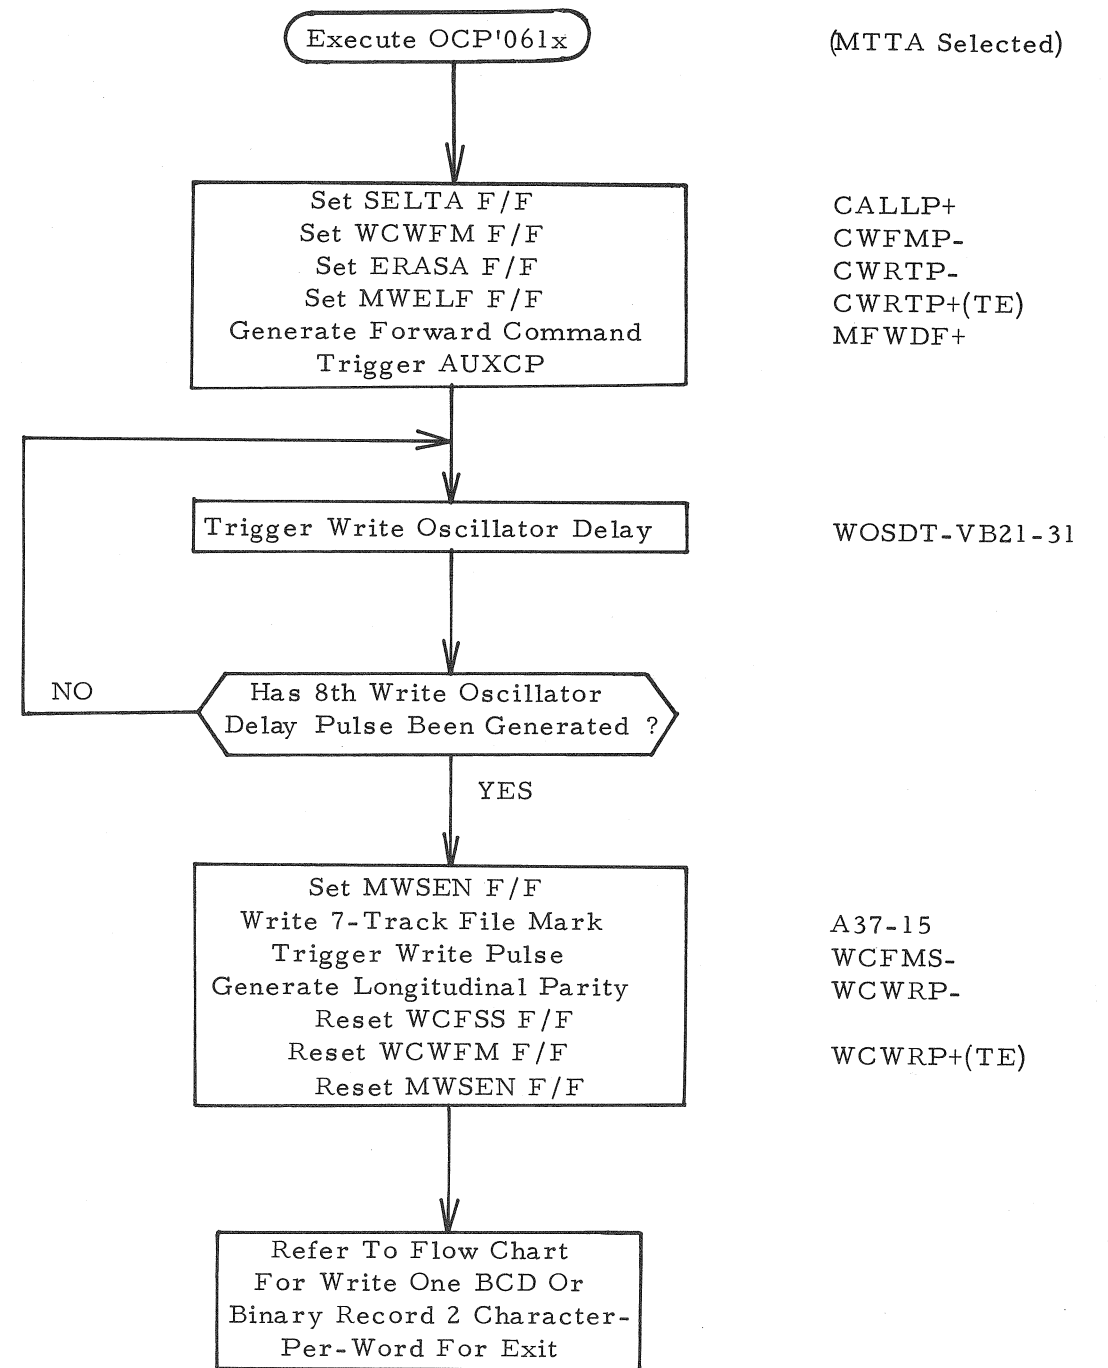 Execute OCP'061x
(MTTA Selected)
Set SELTA F/F
CALLP+
Set WCWFM F/F
CWFMP-
Set ERASA F/F
CWRTP-
Set MWELF F/F
CWRTP+(TE)
Generate Forward Command
MFWDF+
Trigger AUXCP
Trigger Write Oscillator Delay
WOSDT-VB21-31
NO
Has 8th Write Oscillator
Delay Pulse Been Generated ?
YES
Set MWSEN F/F
Write 7-Track File Mark
A37-15
Trigger Write Pulse
WCFMS-
Generate Longitudinal Parity
WCWRP-
Reset WCFSS F/F
Reset WCWFM F/F
WCWRP+(TE)
Reset MWSEN F/F
Refer To Flow Chart
For Write One BCD Or
Binary Record 2 Character-
Per-Word For Exit